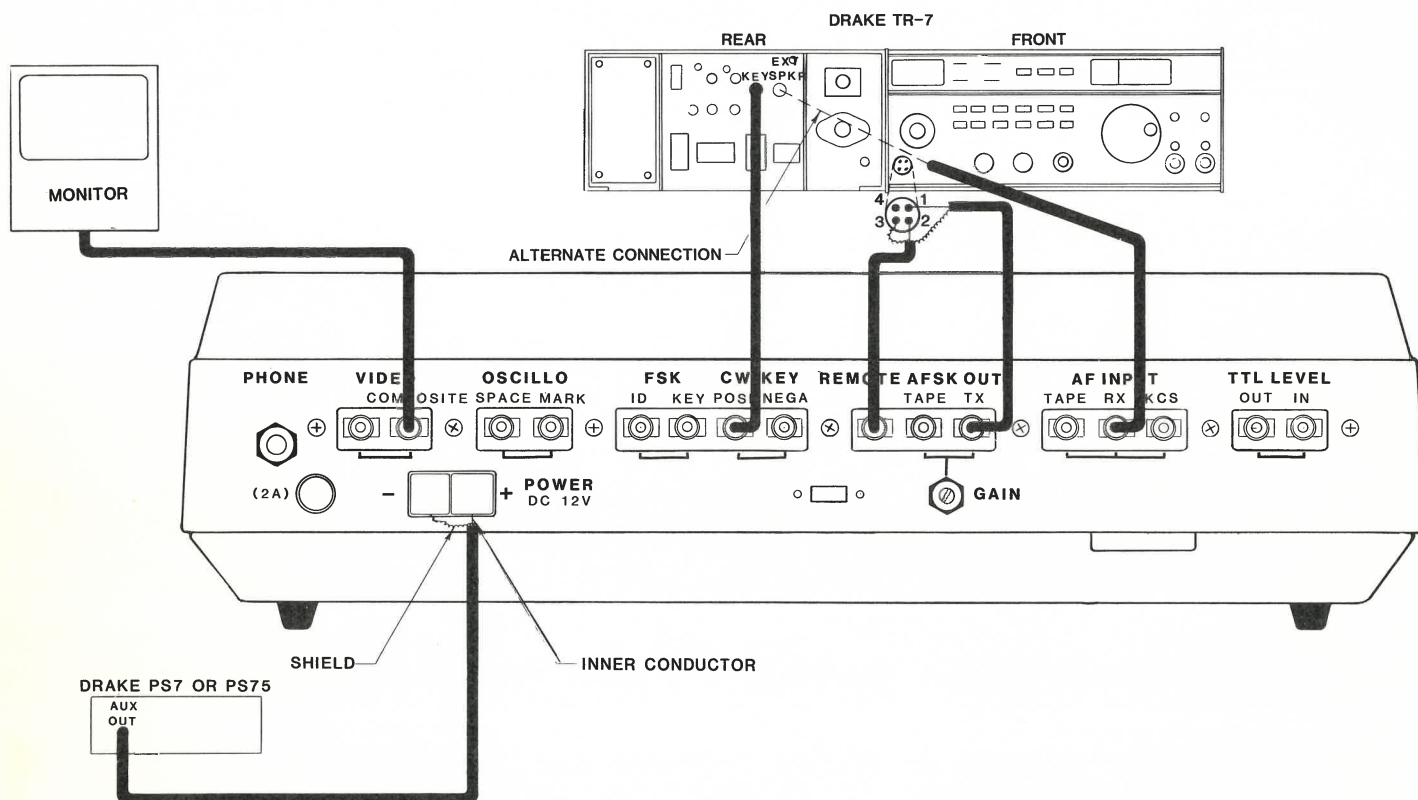 DRAKE TR-7
REAR
FRONT
EXT
KEY SPKR
MONITOR
4 1
3 2
ALTERNATE CONNECTION
PHONE
VIDEO
OSCILLO
FSK
CW KEY
REMOTE
AFSK OUT
AF INPUT
TTL LEVEL
COMPOSITE
SPACE
MARK
ID
KEY
POSI
NEGA
TAPE
TX
TAPE
RX
KCS
OUT
IN
(2A)
- + POWER
DC 12V
GAIN
SHIELD
INNER CONDUCTOR
DRAKE PS7 OR PS75
AUX
OUT